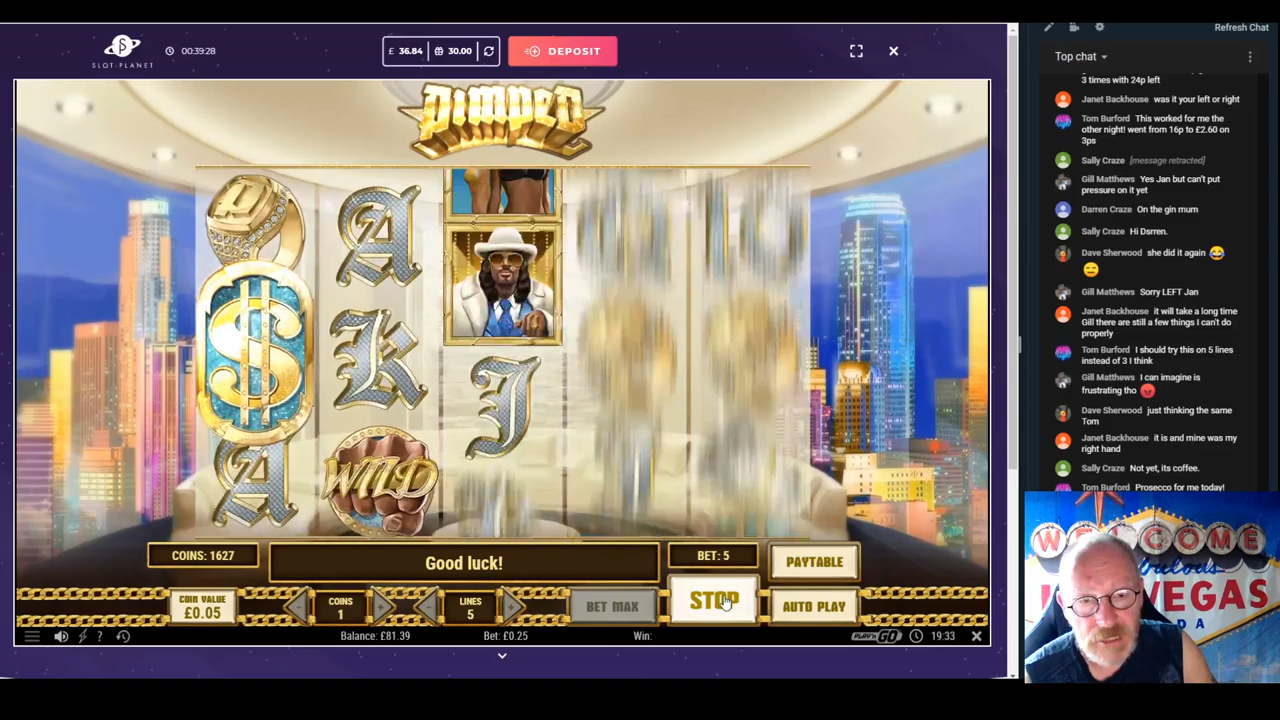 Refresh Chat
SLOT PLANET
00:39:28
£ 36.84
30.00
DEPOSIT
Top chat
3 times with 24p left
Janet Backhouse was it your left or right
Tom Burford This worked for me the
other night! went from 16p to £2.60 on
3ps
Sally Craze [message retracted]
Gill Matthews Yes Jan but can't put
pressure on it yet
Darren Craze On the gin mum
Sally Craze Hi Dsrren.
Dave Sherwood she did it again
Gill Matthews Sorry LEFT Jan
Janet Backhouse it will take a long time
Gill there are still a few things I can't do
properly
Tom Burford I should try this on 5 lines
instead of 3 I think
Gill Matthews I can imagine is
frustrating tho
Dave Sherwood just thinking the same
Tom
Janet Backhouse it is and mine was my
right hand
Sally Craze Not yet, its coffee.
Tom Burford Prosecco for me today!
PIMPED
A
$
K
J
A
WILD
COINS: 1627
Good luck!
BET: 5
PAYTABLE
COIN VALUE
£0.05
-
COINS
1
+
-
LINES
5
+
BET MAX
STOP
AUTO PLAY
Balance: £81.39
Bet: £0.25
Win:
PLAY'N GO
19:33
WELCOME
VEGAS